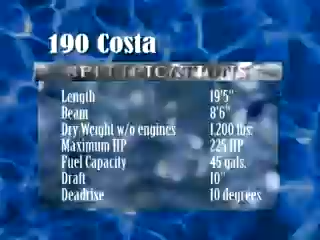 190 Costa
SPECIFICATIONS
Length 19'5"
Beam 8'6"
Dry Weight w/o engines 1,200 lbs.
Maximum HP 225 HP
Fuel Capacity 45 gals.
Draft 10"
Deadrise 10 degrees